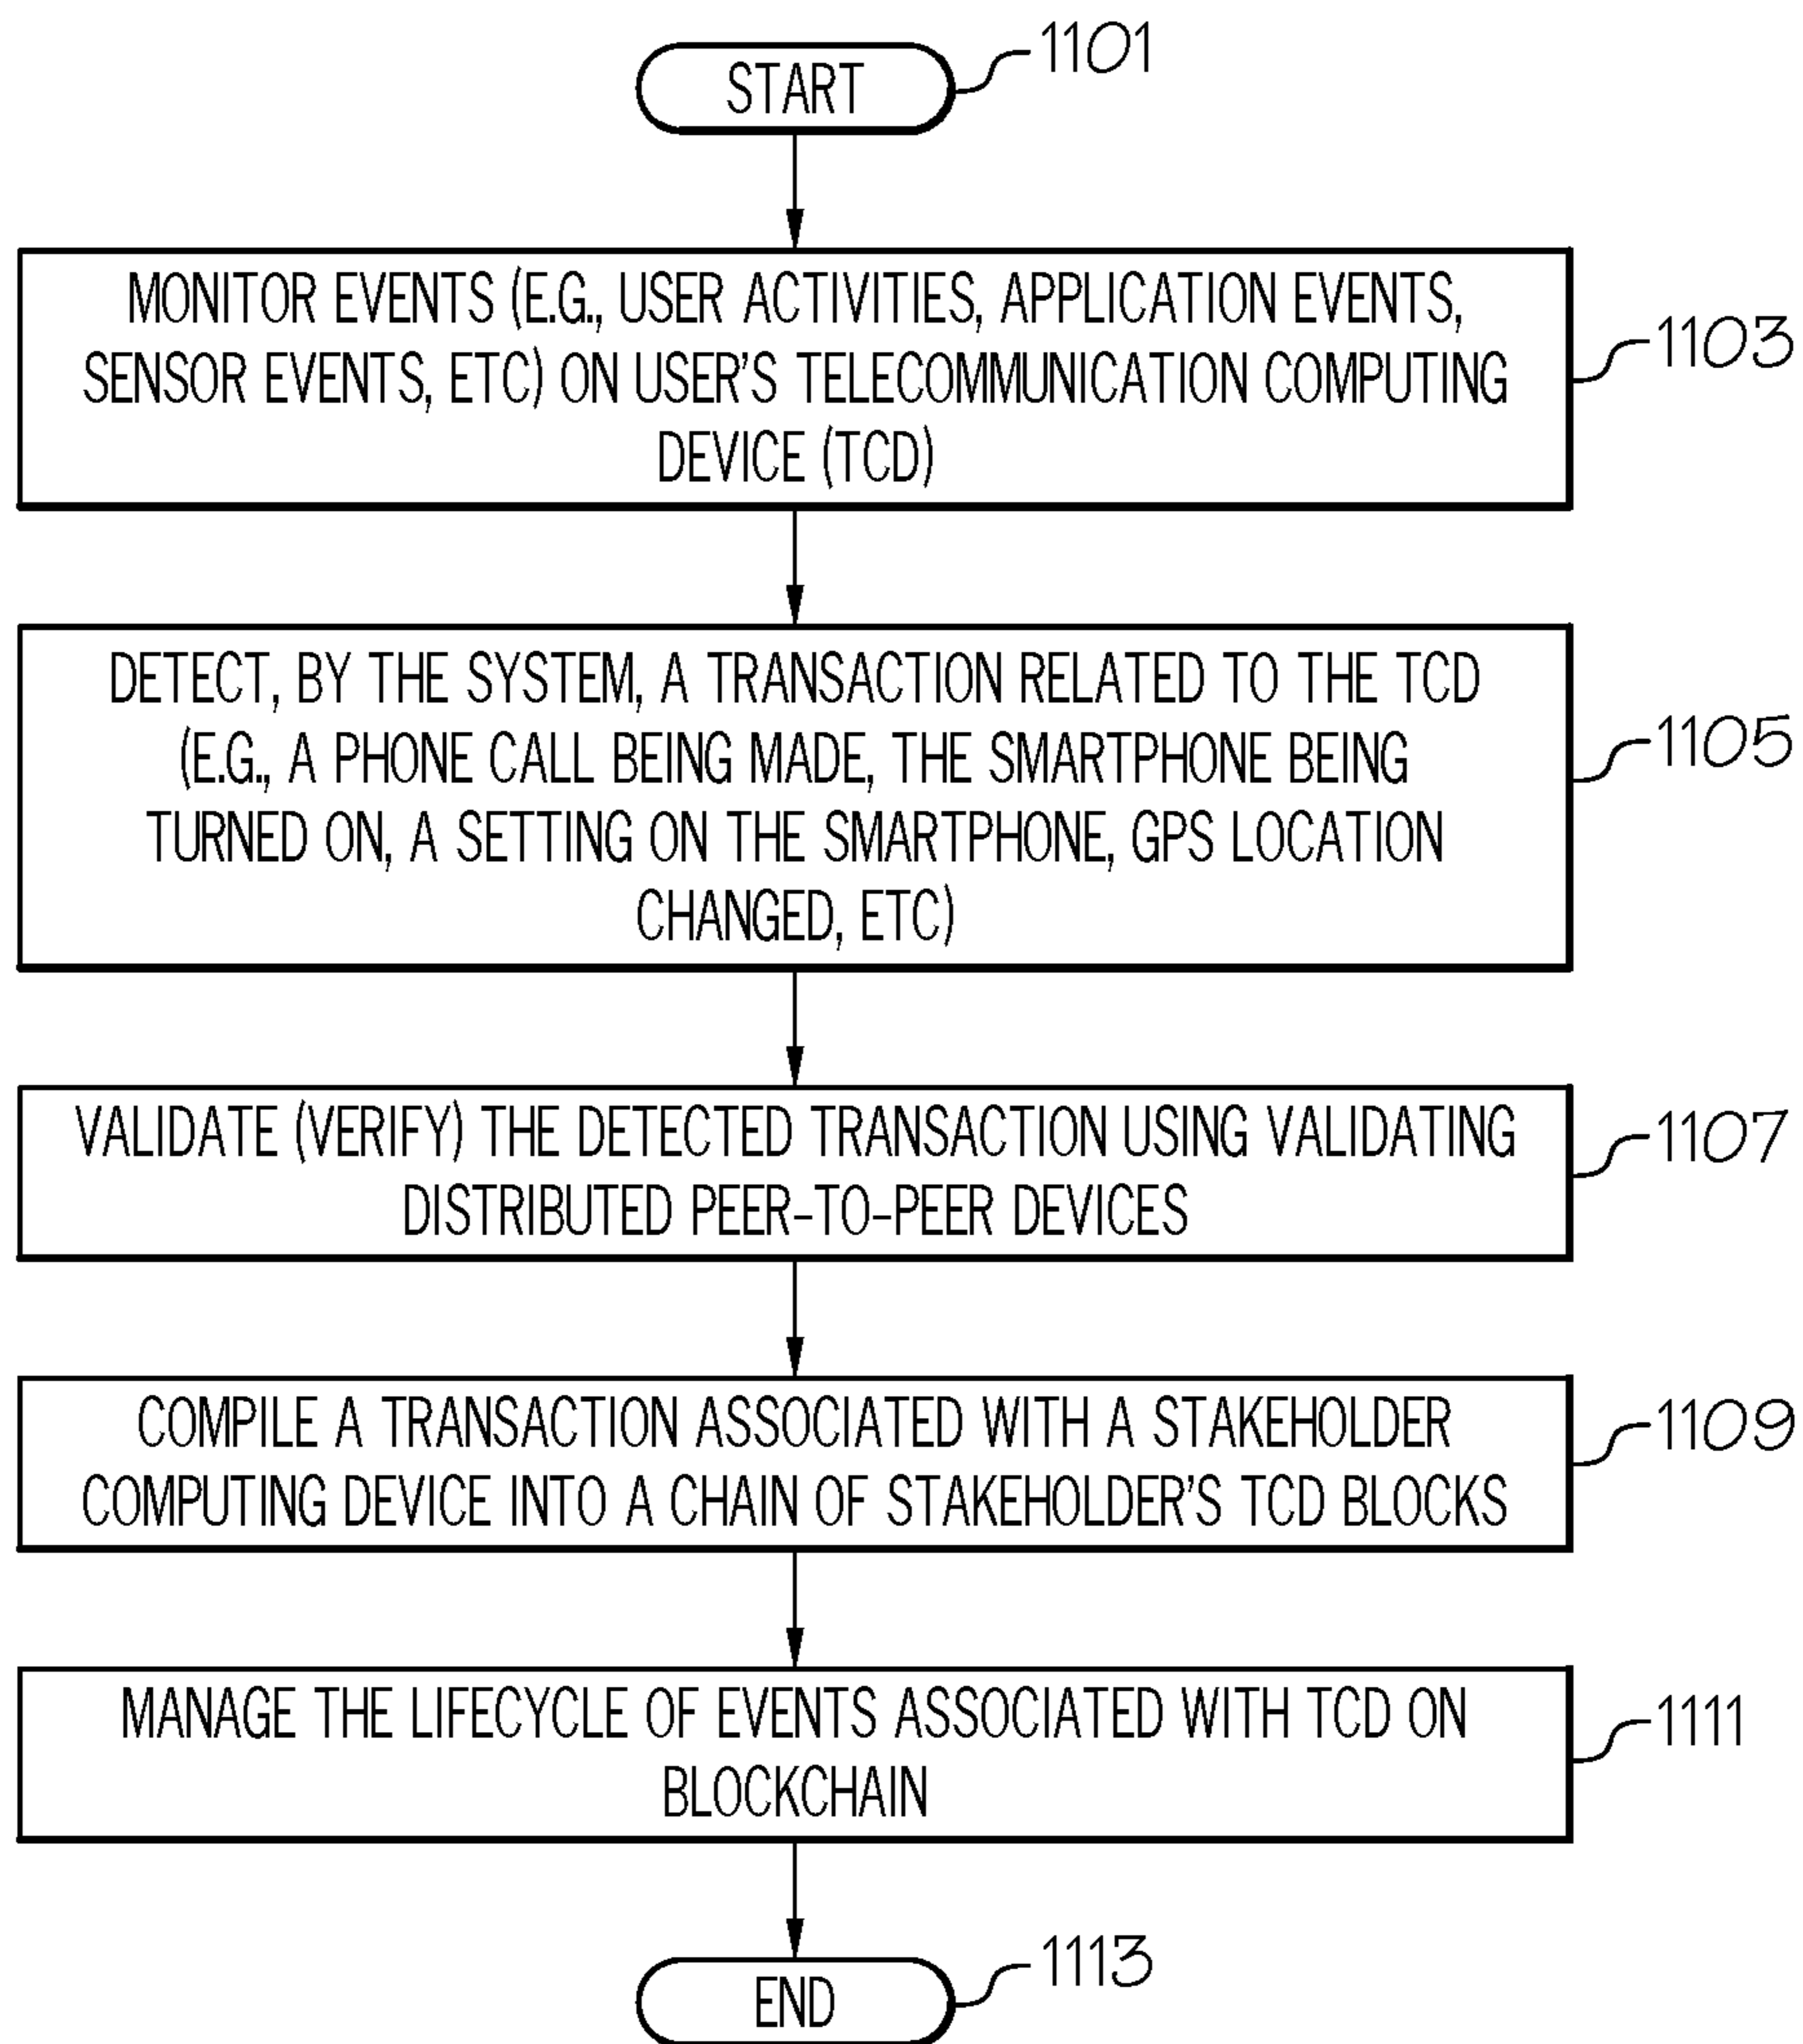 START
1101
MONITOR EVENTS (E.G., USER ACTIVITIES, APPLICATION EVENTS,
SENSOR EVENTS, ETC) ON USER'S TELECOMMUNICATION COMPUTING
DEVICE (TCD)
1103
DETECT, BY THE SYSTEM, A TRANSACTION RELATED TO THE TCD
(E.G., A PHONE CALL BEING MADE, THE SMARTPHONE BEING
TURNED ON, A SETTING ON THE SMARTPHONE, GPS LOCATION
CHANGED, ETC)
1105
VALIDATE (VERIFY) THE DETECTED TRANSACTION USING VALIDATING
DISTRIBUTED PEER-TO-PEER DEVICES
1107
COMPILE A TRANSACTION ASSOCIATED WITH A STAKEHOLDER
COMPUTING DEVICE INTO A CHAIN OF STAKEHOLDER'S TCD BLOCKS
1109
MANAGE THE LIFECYCLE OF EVENTS ASSOCIATED WITH TCD ON
BLOCKCHAIN
1111
END
1113